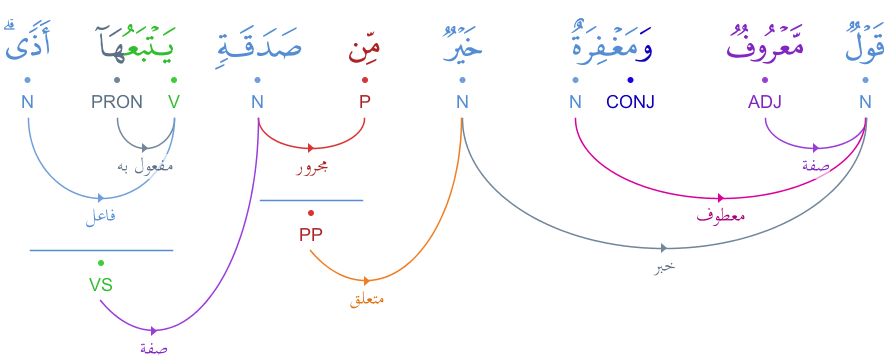 قَوْلٌ مَّعْرُوفٌ وَمَغْفِرَةٌ خَيْرٌ مِّن صَدَقَةٍ يَتْبَعُهَآ أَذًى ۗ
N ADJ CONJ N N P N V PRON N
صفة
مجرور
مفعول به
معطوف
فاعل
PP
خبر
VS
متعلق
صفة